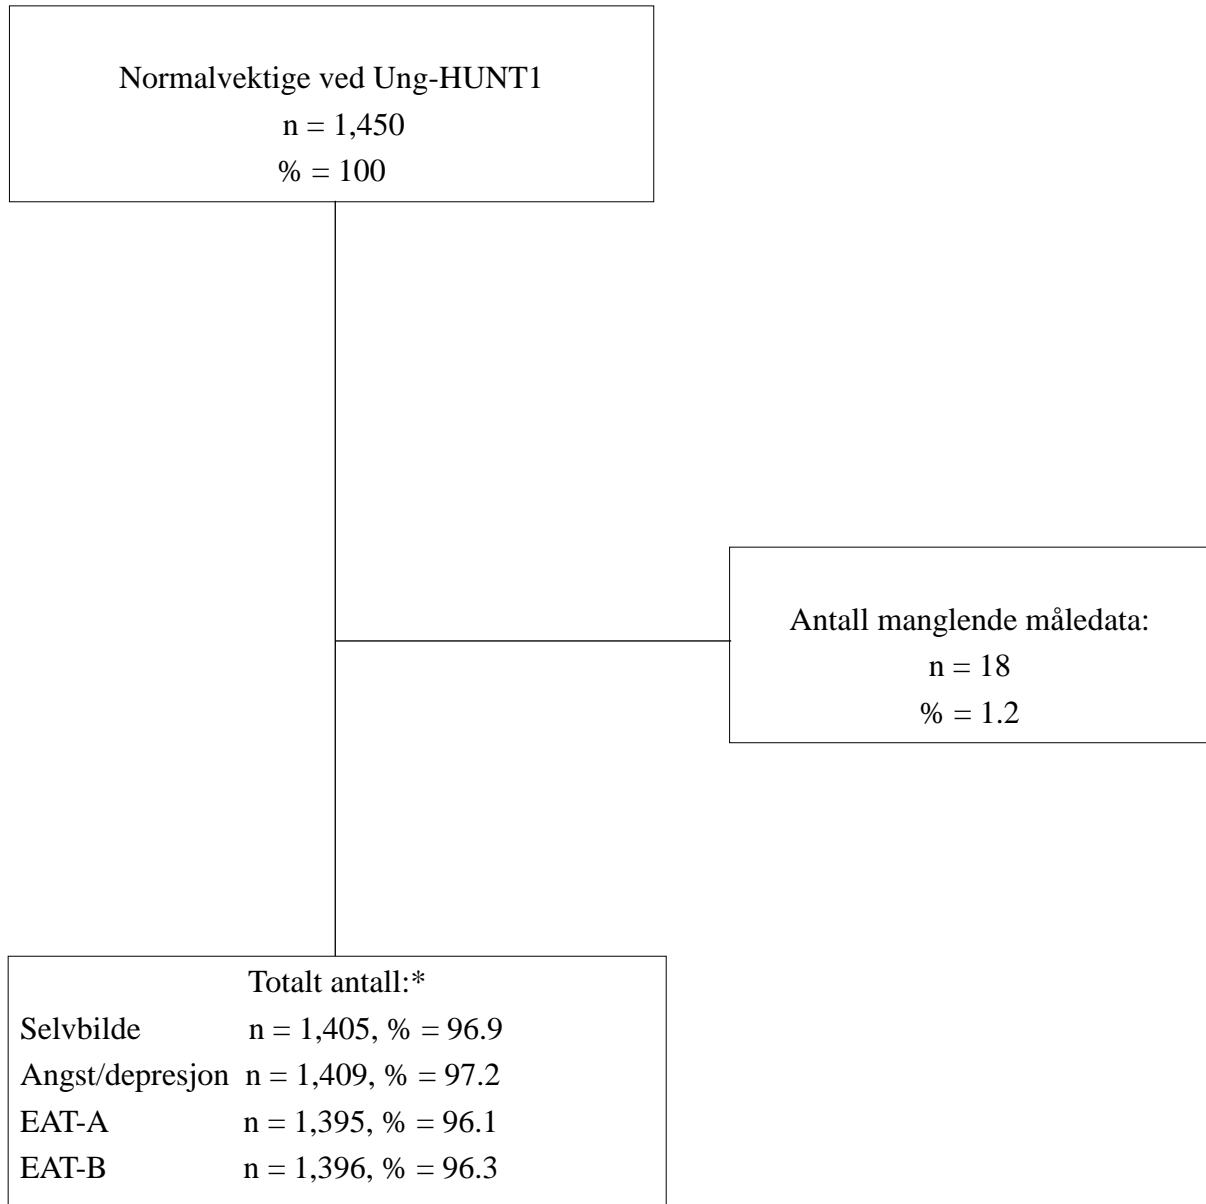 Normalvektige ved Ung-HUNT1
n = 1,450
% = 100
Antall manglende måledata:
n = 18
% = 1.2
Totalt antall:*
Selvbilde n = 1,405, % = 96.9
Angst/depresjon n = 1,409, % = 97.2
EAT-A n = 1,395, % = 96.1
EAT-B n = 1,396, % = 96.3